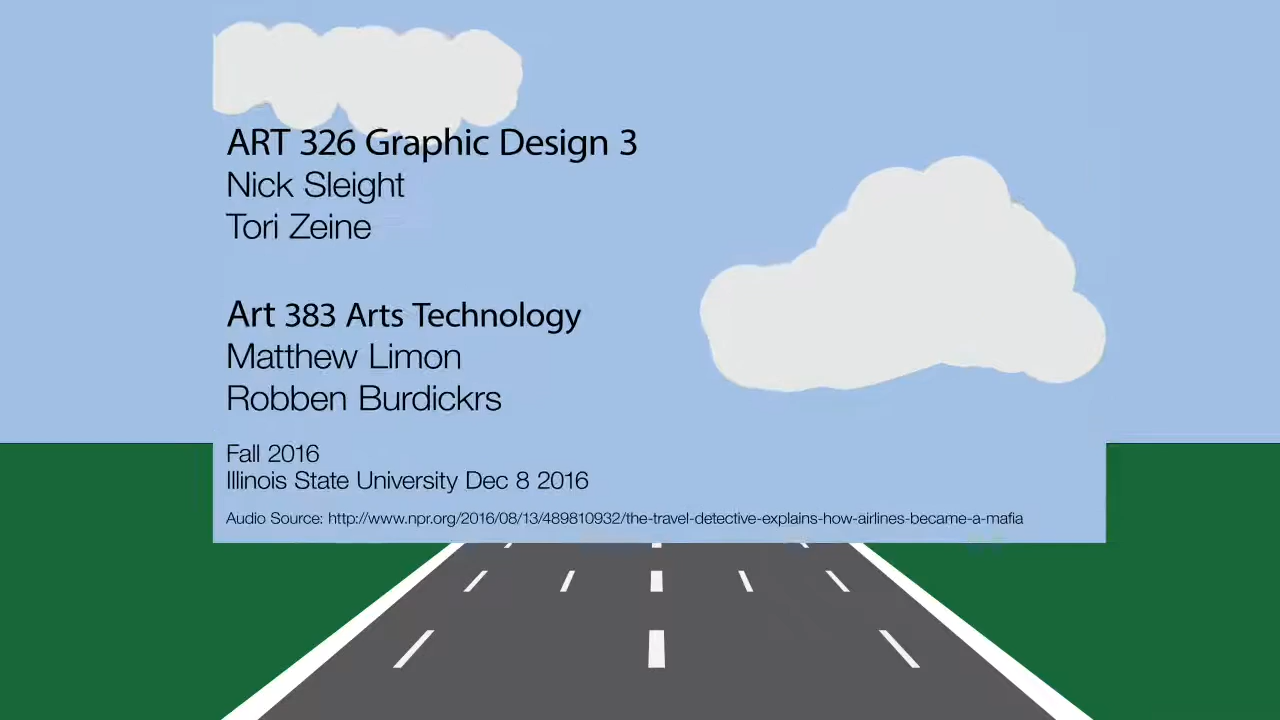 ART 326 Graphic Design 3
Nick Sleight
Tori Zeine
Art 383 Arts Technology
Matthew Limon
Robben Burdickrs
Fall 2016
Illinois State University Dec 8 2016
Audio Source: http://www.npr.org/2016/08/13/489810932/the-travel-detective-explains-how-airlines-became-a-mafia